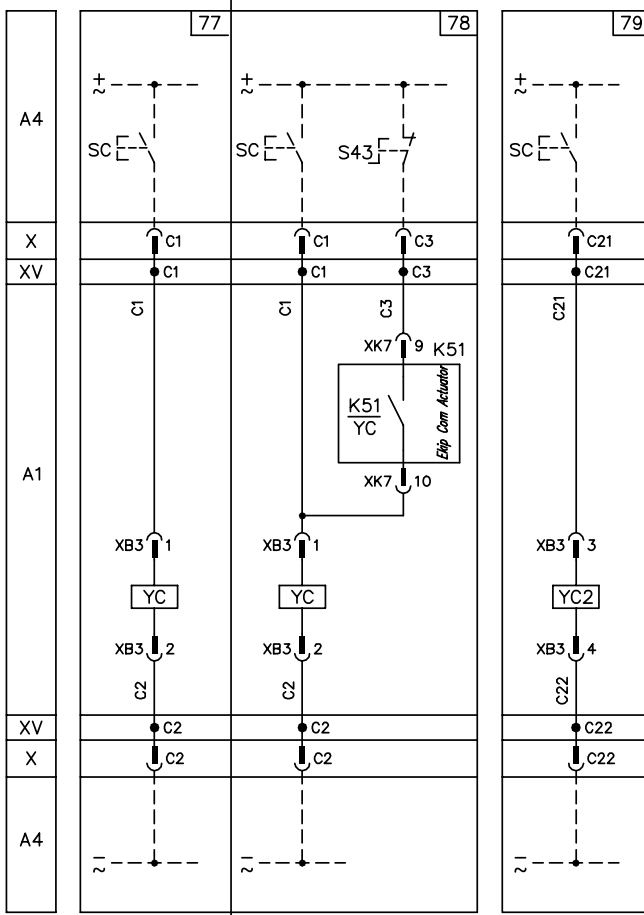 77
78
79
A4
+
~
+
~
+
~
SC
SC
S43
SC
X
C1
C1
C3
C21
XV
C1
C1
C3
C21
C1
C1
C3
C21
XK7 9 K51
K51
YC
Ekip Com Actuator
XK7 10
A1
XB3 1
XB3 1
XB3 3
YC
YC
YC2
XB3 2
XB3 2
XB3 4
C2
C2
C22
XV
C2
C2
C22
X
C2
C2
C22
A4
–
~
–
~
–
~